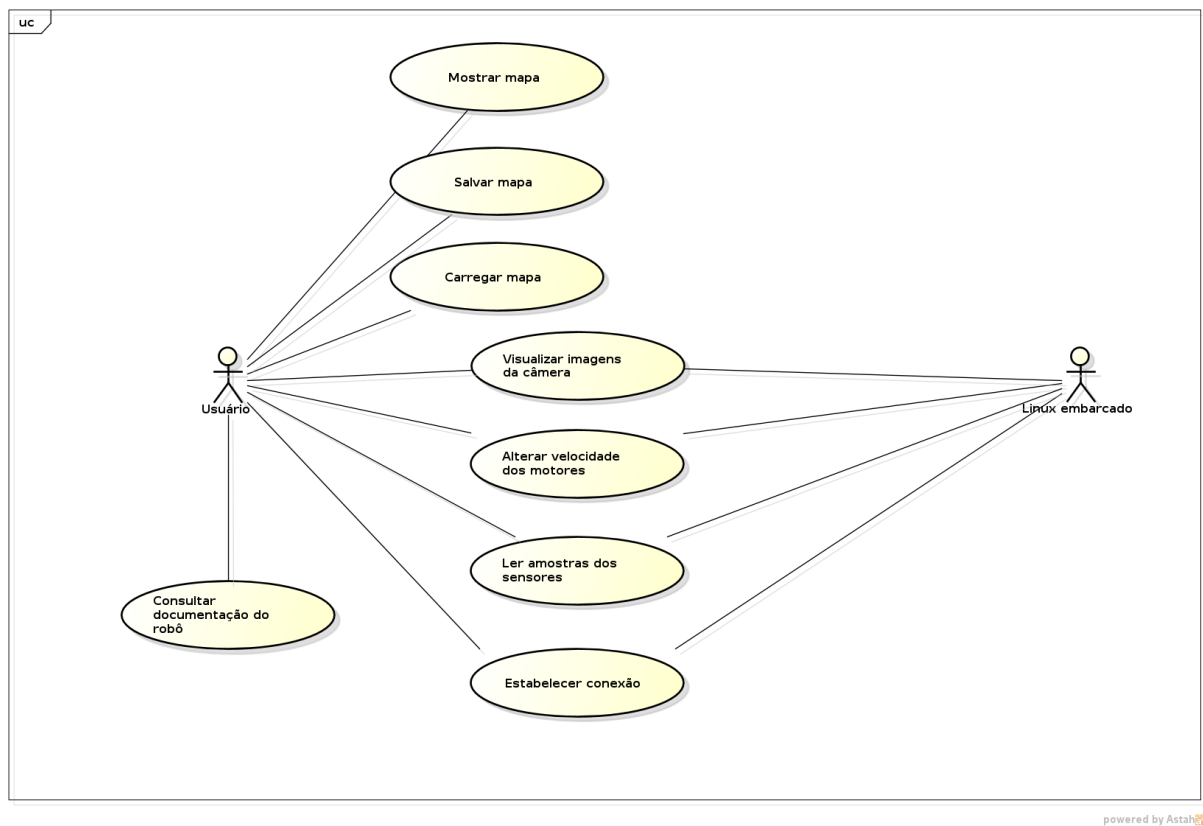 uc
Mostrar mapa
Salvar mapa
Carregar mapa
Visualizar imagens
da câmera
Usuário
Linux embarcado
Alterar velocidade
dos motores
Ler amostras dos
sensores
Consultar
documentação do
robô
Estabelecer conexão
powered by Astah